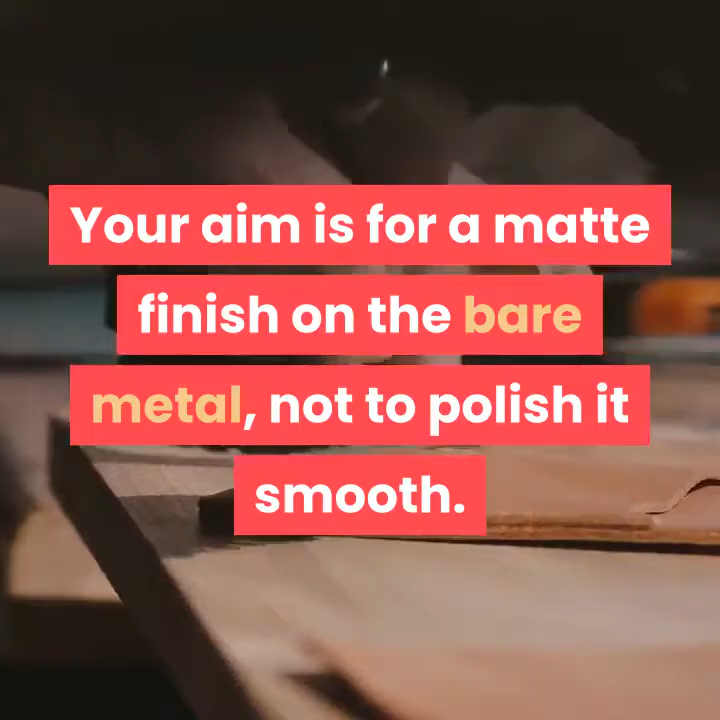 Your aim is for a matte
finish on the bare
metal, not to polish it
smooth.